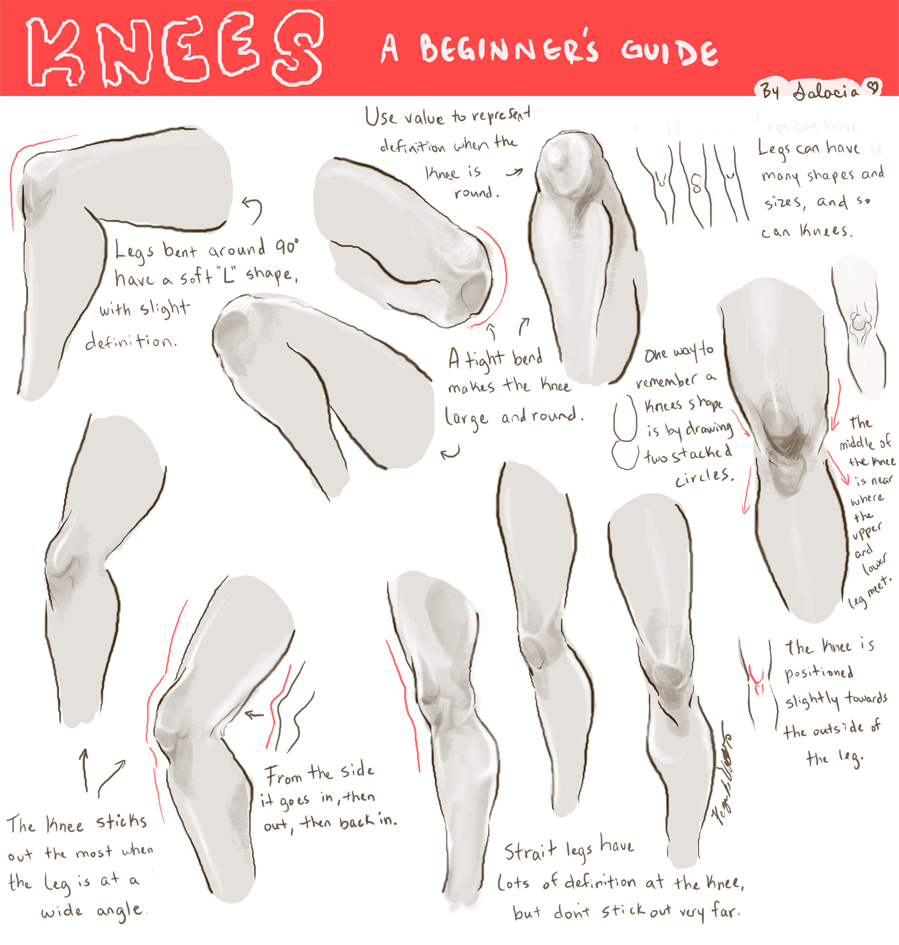 KNEES
A BEGINNER'S GUIDE
By Salacia
Use value to represent
definition when the
knee is
round.
Legs can have
Legs can have
many shapes and
sizes, and so
can knees.
Legs bent around 90°
have a soft "L" shape,
with slight
definition.
A tight bend
makes the knee
large and round.
One way to
remember a
knees shape
is by drawing
two stacked
circles.
the
middle of
the knee
is near
where
the
upper
and
lower
leg meet.
the knee is
positioned
slightly towards
the outside of
the leg.
From the side
it goes in, then
out, then back in.
The knee sticks
out the most when
the leg is at a
wide angle.
Strait legs have
lots of definition at the knee,
but don't stick out very far.